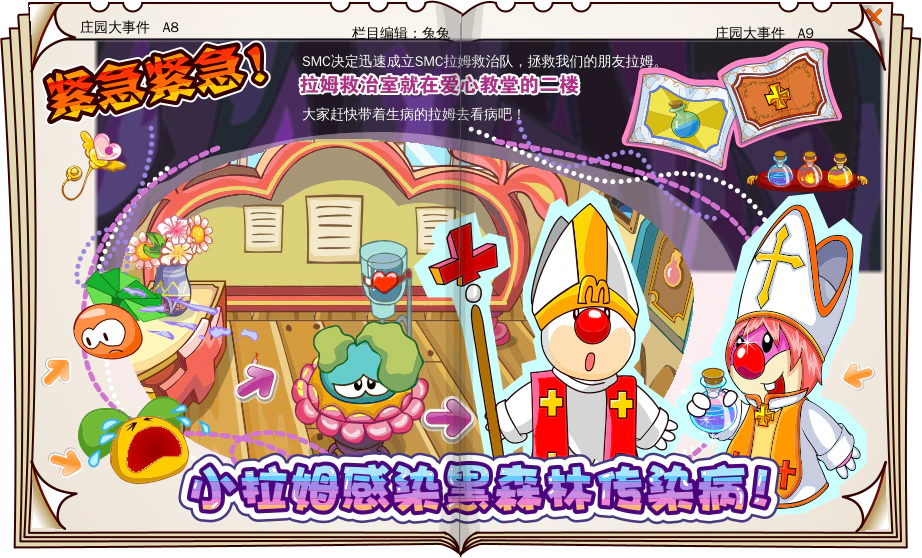 庄园大事件 A8
栏目编辑：兔兔
庄园大事件 A9
紧急紧急！
SMC决定迅速成立SMC拉姆救治队，拯救我们的朋友拉姆。
拉姆救治室就在爱心教堂的二楼
大家赶快带着生病的拉姆去看病吧！
小拉姆感染黑森林传染病！